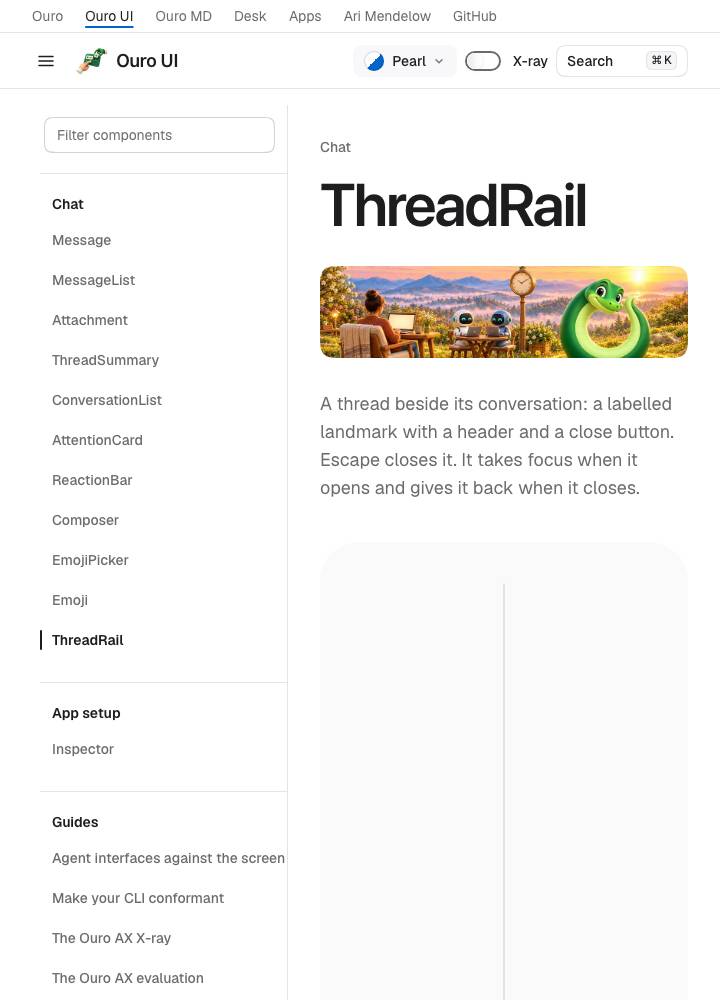 Ouro Ouro UI Ouro MD Desk Apps Ari Mendelow GitHub
Ouro UI Pearl X-ray Search ⌘ K
Filter components
Chat
Message
MessageList
Attachment
ThreadSummary
ConversationList
AttentionCard
ReactionBar
Composer
EmojiPicker
Emoji
ThreadRail
App setup
Inspector
Guides
Agent interfaces against the screen
Make your CLI conformant
The Ouro AX X-ray
The Ouro AX evaluation
Chat
ThreadRail
A thread beside its conversation: a labelled
landmark with a header and a close button.
Escape closes it. It takes focus when it
opens and gives it back when it closes.